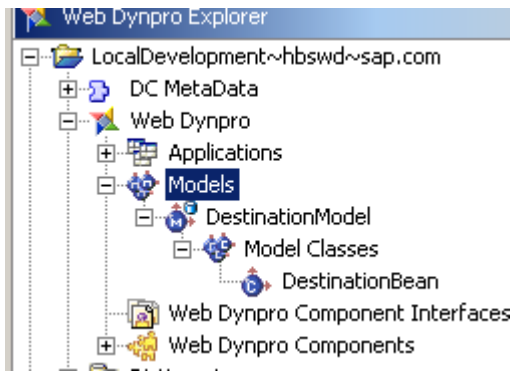 Web Dynpro Explorer
LocalDevelopment~hbswd~sap.com
DC MetaData
Web Dynpro
Applications
Models
DestinationModel
Model Classes
DestinationBean
Web Dynpro Component Interfaces
Web Dynpro Components